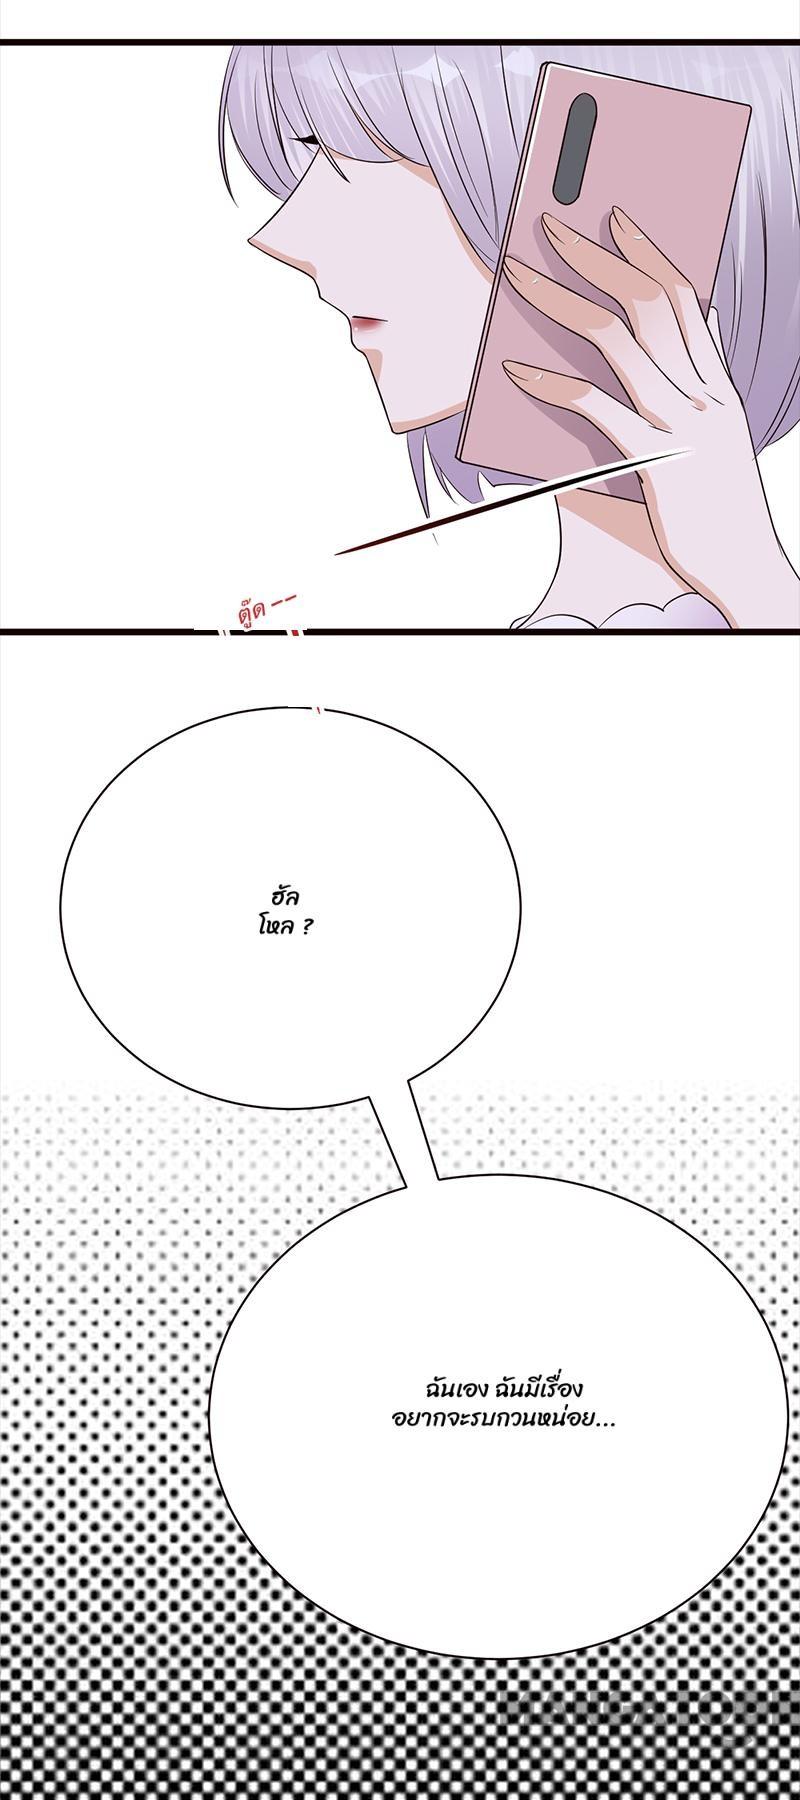 ตู๊ด --
ฮัล
โหล ?
ฉันเอง ฉันมีเรื่อง
อยากจะรบกวนหน่อย...